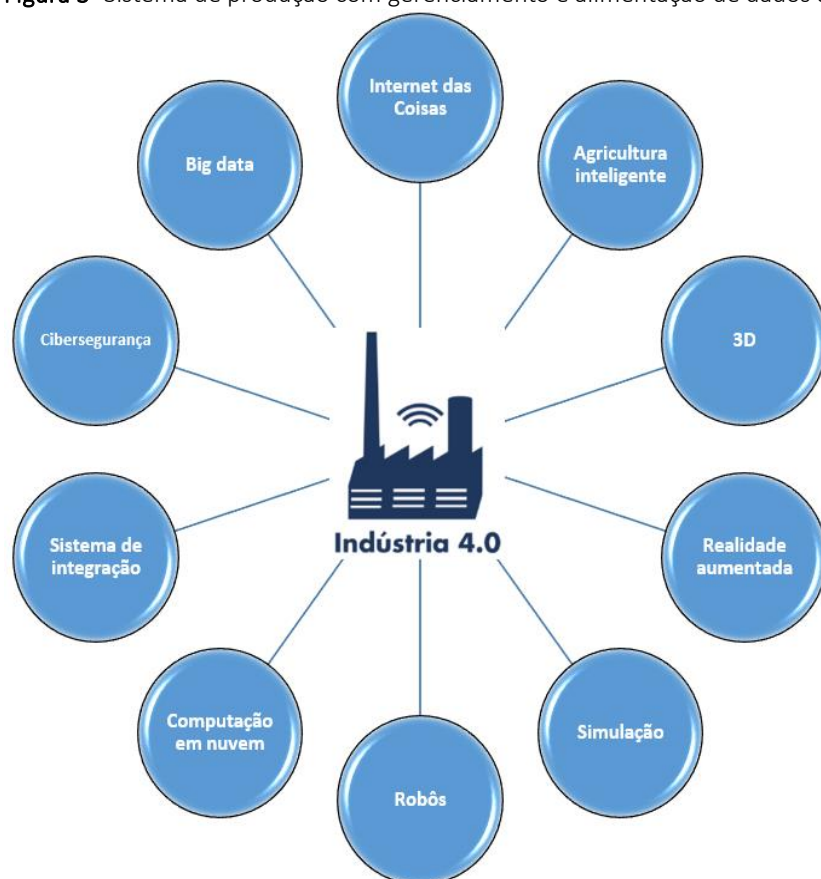 Sistema de produção com gerenciamento e alimentação de dados
Internet das
Coisas
Agricultura
inteligente
3D
Realidade
aumentada
Simulação
Robôs
Computação
em nuvem
Sistema de
integração
Cibersegurança
Big data
Indústria 4.0